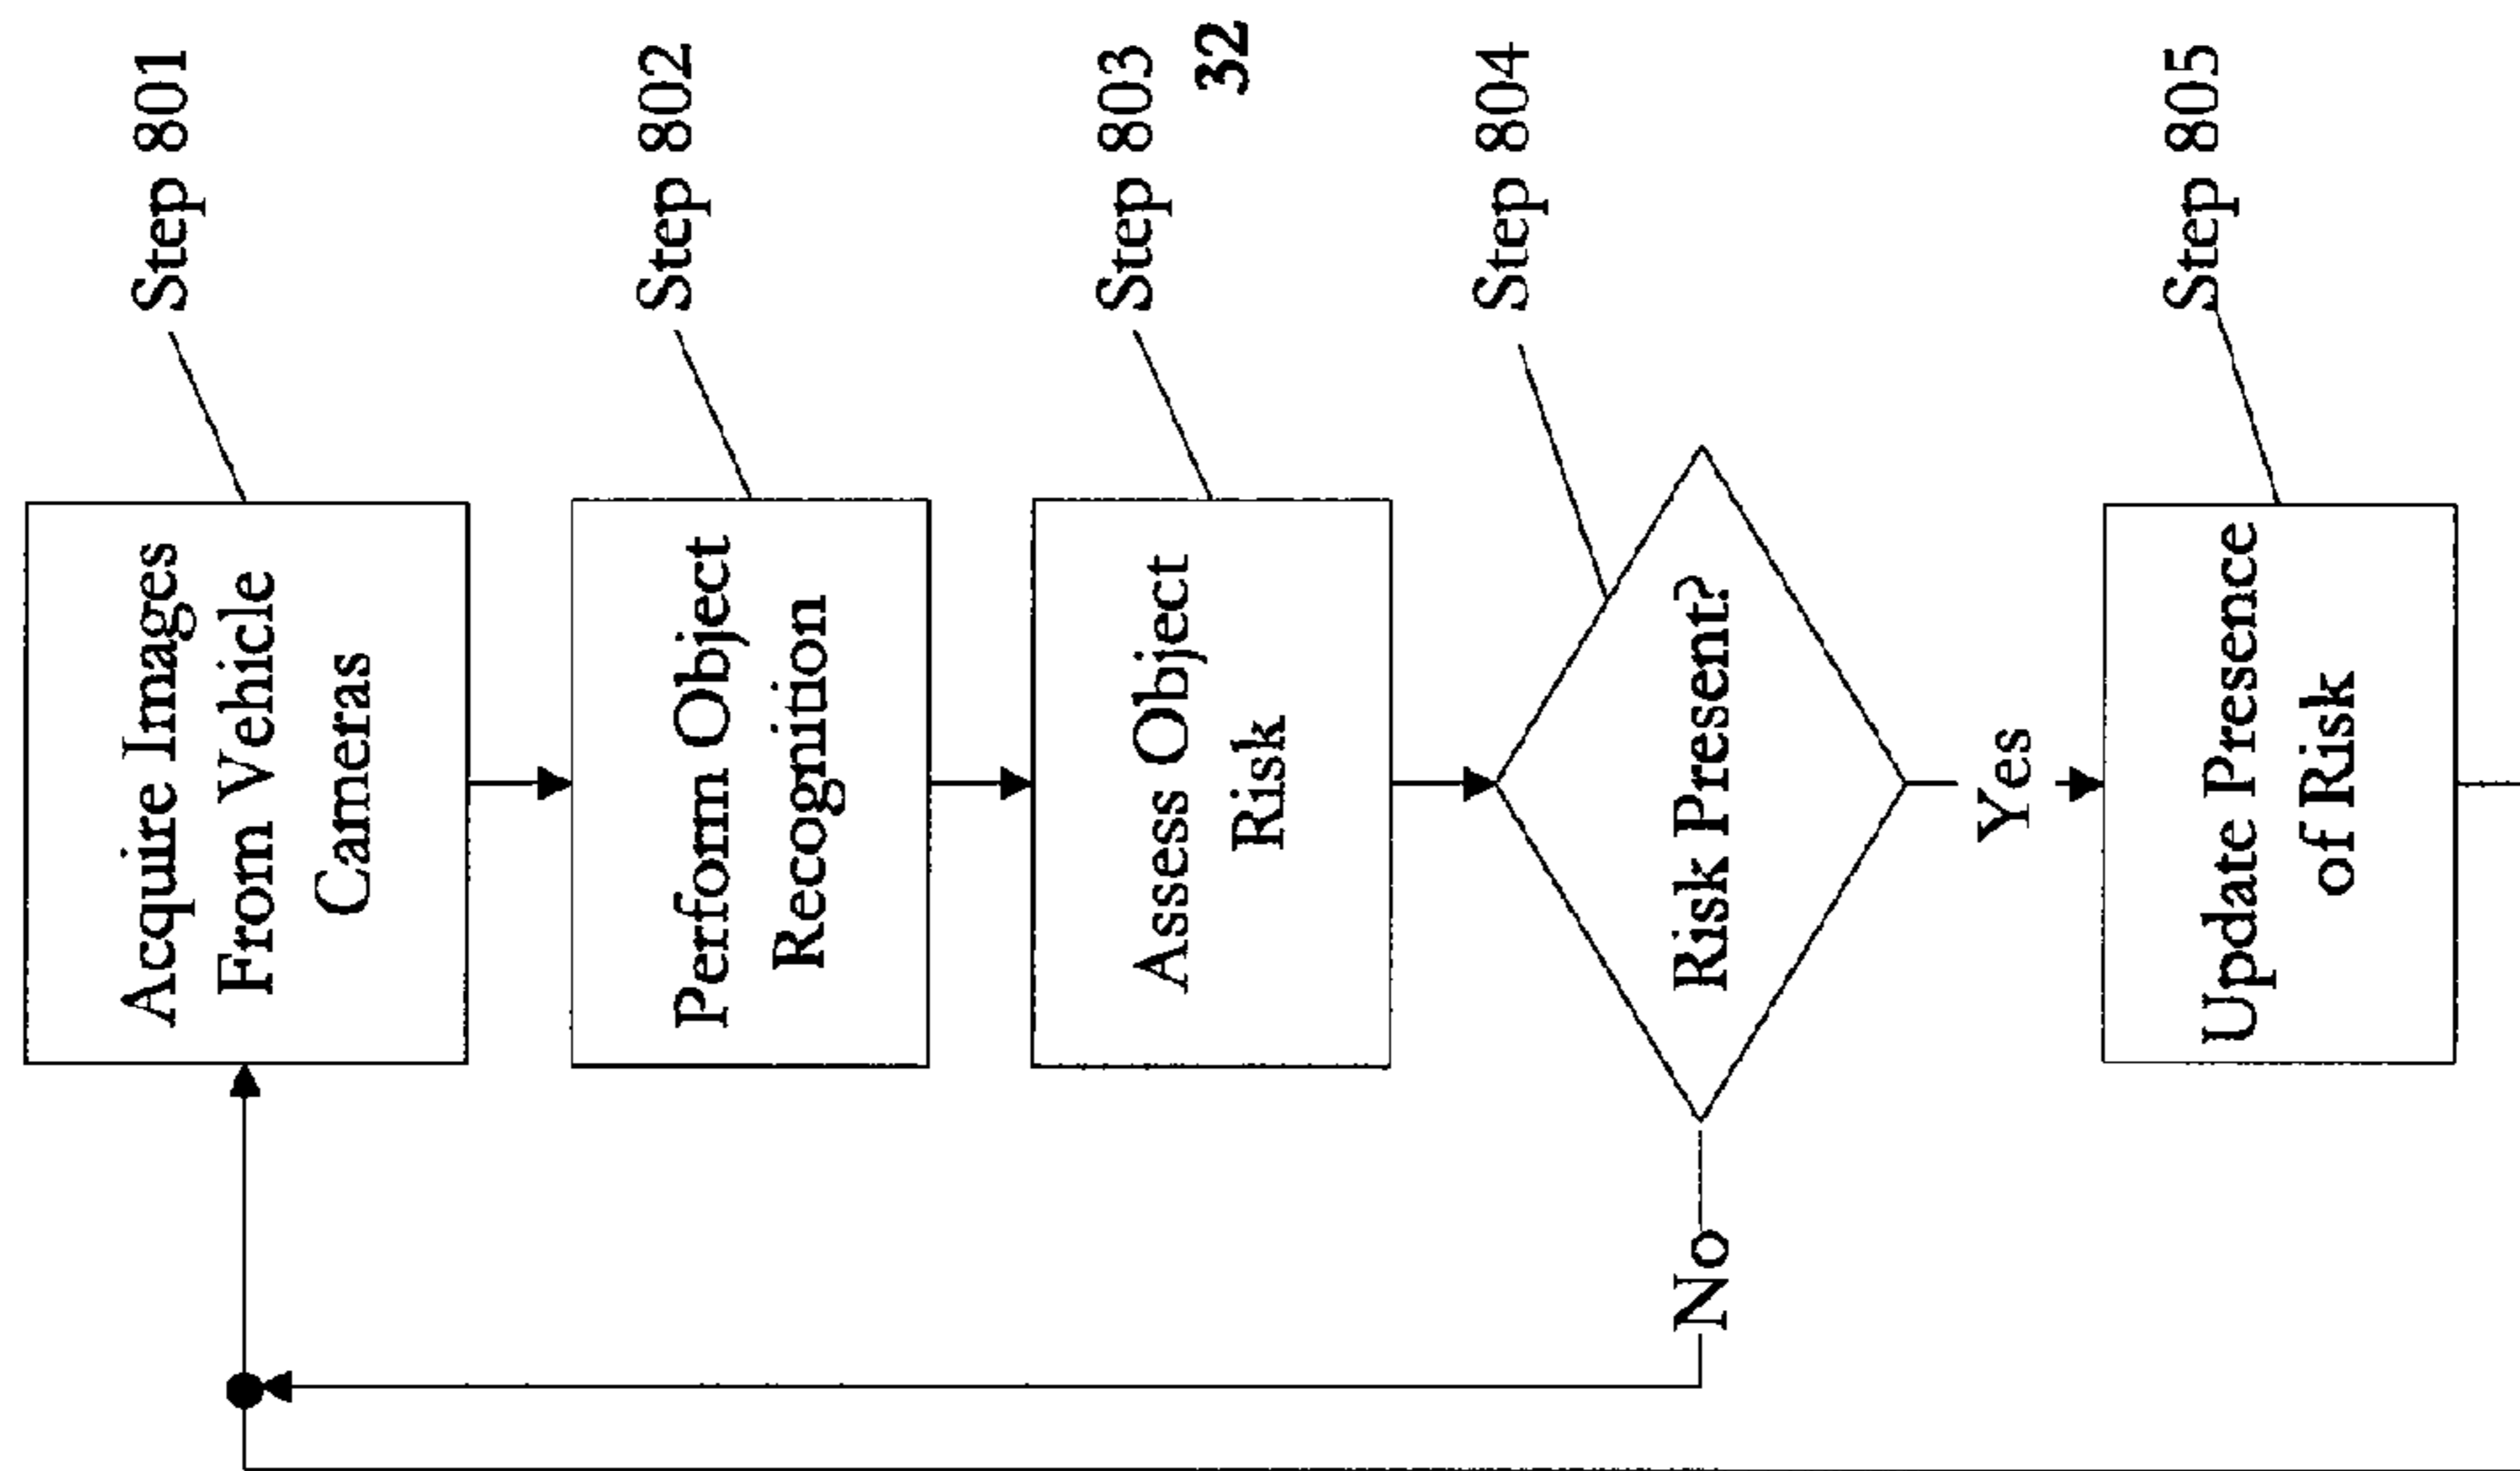 Acquire Images
From Vehicle
Cameras
Step 801
Perform Object
Recognition
Step 802
Assess Object
Risk
Step 803
32
Risk Present?
Step 804
No
Yes
Update Presence
of Risk
Step 805